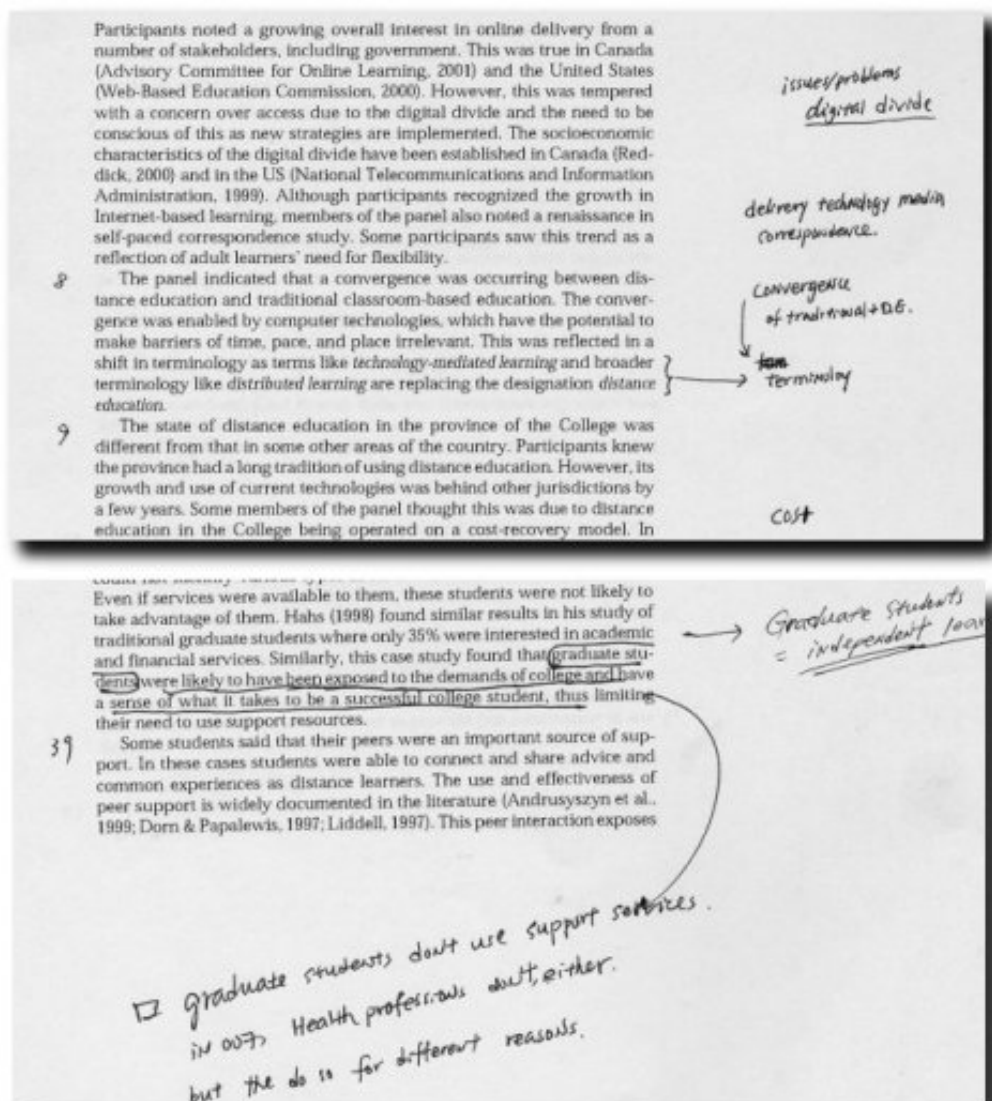 Participants noted a growing overall interest in online delivery from a
number of stakeholders, including government. This was true in Canada
(Advisory Committee for Online Learning, 2001) and the United States
(Web-Based Education Commission, 2000). However, this was tempered
with a concern over access due to the digital divide and the need to be
conscious of this as new strategies are implemented. The socioeconomic
characteristics of the digital divide have been established in Canada (Red-
dick, 2000) and in the US (National Telecommunications and Information
Administration, 1999). Although participants recognized the growth in
Internet-based learning, members of the panel also noted a renaissance in
self-paced correspondence study. Some participants saw this trend as a
reflection of adult learners' need for flexibility.
issues/problems
digital divide
delivery technology
correspondence.
8
The panel indicated that a convergence was occurring between dis-
tance education and traditional classroom-based education. The conver-
gence was enabled by computer technologies, which have the potential to
make barriers of time, pace, and place irrelevant. This was reflected in a
shift in terminology as terms like technology-mediated learning and broader
terminology like distributed learning are replacing the designation distance
education.
convergence
of traditional + D.E.
terminology
9
The state of distance education in the province of the College was
different from that in some other areas of the country. Participants knew
the province had a long tradition of using distance education. However, its
growth and use of current technologies was behind other jurisdictions by
a few years. Some members of the panel thought this was due to distance
education in the College being operated on a cost-recovery model. In
cost
Even if services were available to them, these students were not likely to
take advantage of them. Hahs (1998) found similar results in his study of
traditional graduate students where only 35% were interested in academic
and financial services. Similarly, this case study found that graduate stu-
dents were likely to have been exposed to the demands of college and have
a sense of what it takes to be a successful college student, thus limiting
their need to use support resources.
Graduate Students
= independent lear
39
Some students said that their peers were an important source of sup-
port. In these cases students were able to connect and share advice and
common experiences as distance learners. The use and effectiveness of
peer support is widely documented in the literature (Andrusyszyn et al.,
1999; Dorn & Papalewis, 1997; Liddell, 1997). This peer interaction exposes
graduate students don't use support services.
in 007, Health professions don't, either.
but the do so for different reasons.